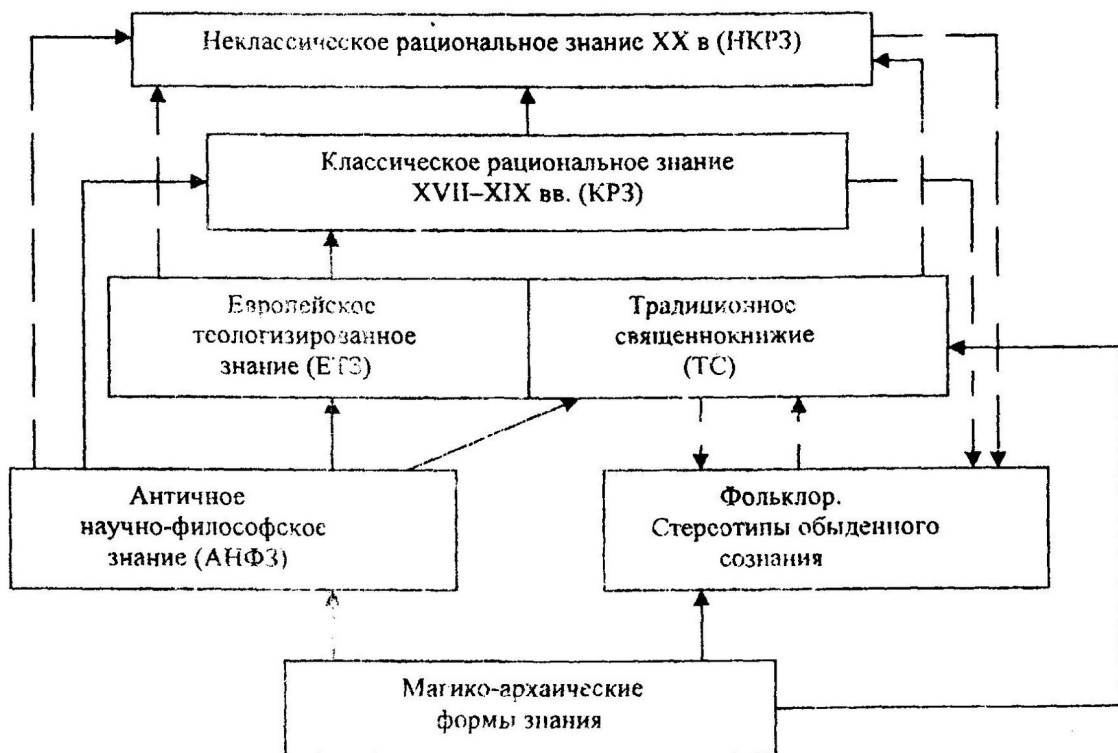 Неклассическое рациональное знание XX в (НКРЗ)
Классическое рациональное знание
XVII–XIX вв. (КРЗ)
Европейское
теологизированное
знание (ЕТЗ)
Традиционное
священнокнижие
(ТС)
Античное
научно-философское
знание (АНФЗ)
Фольклор.
Стереотипы обыденного
сознания
Магико-архаические
формы знания